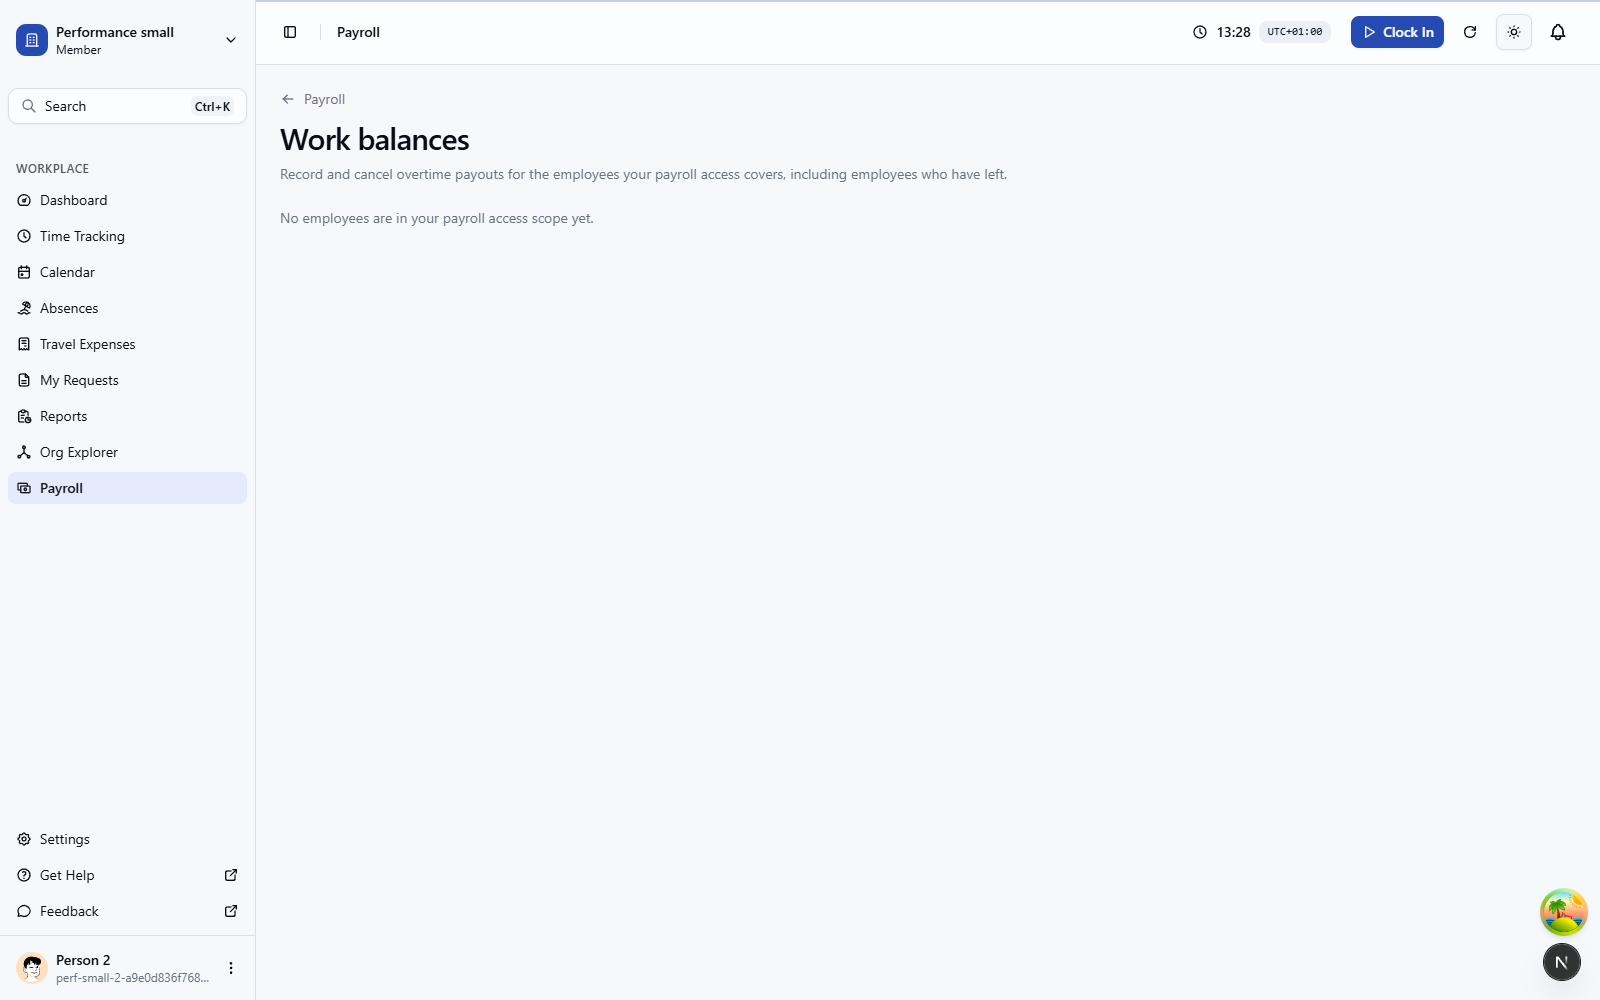 Performance small
Member
Search
Ctrl+K
WORKPLACE
Dashboard
Time Tracking
Calendar
Absences
Travel Expenses
My Requests
Reports
Org Explorer
Payroll
Settings
Get Help
Feedback
Person 2
perf-small-2-a9e0d836f768...
Payroll
13:28
UTC+01:00
Clock In
Payroll
Work balances
Record and cancel overtime payouts for the employees your payroll access covers, including employees who have left.
No employees are in your payroll access scope yet.
N